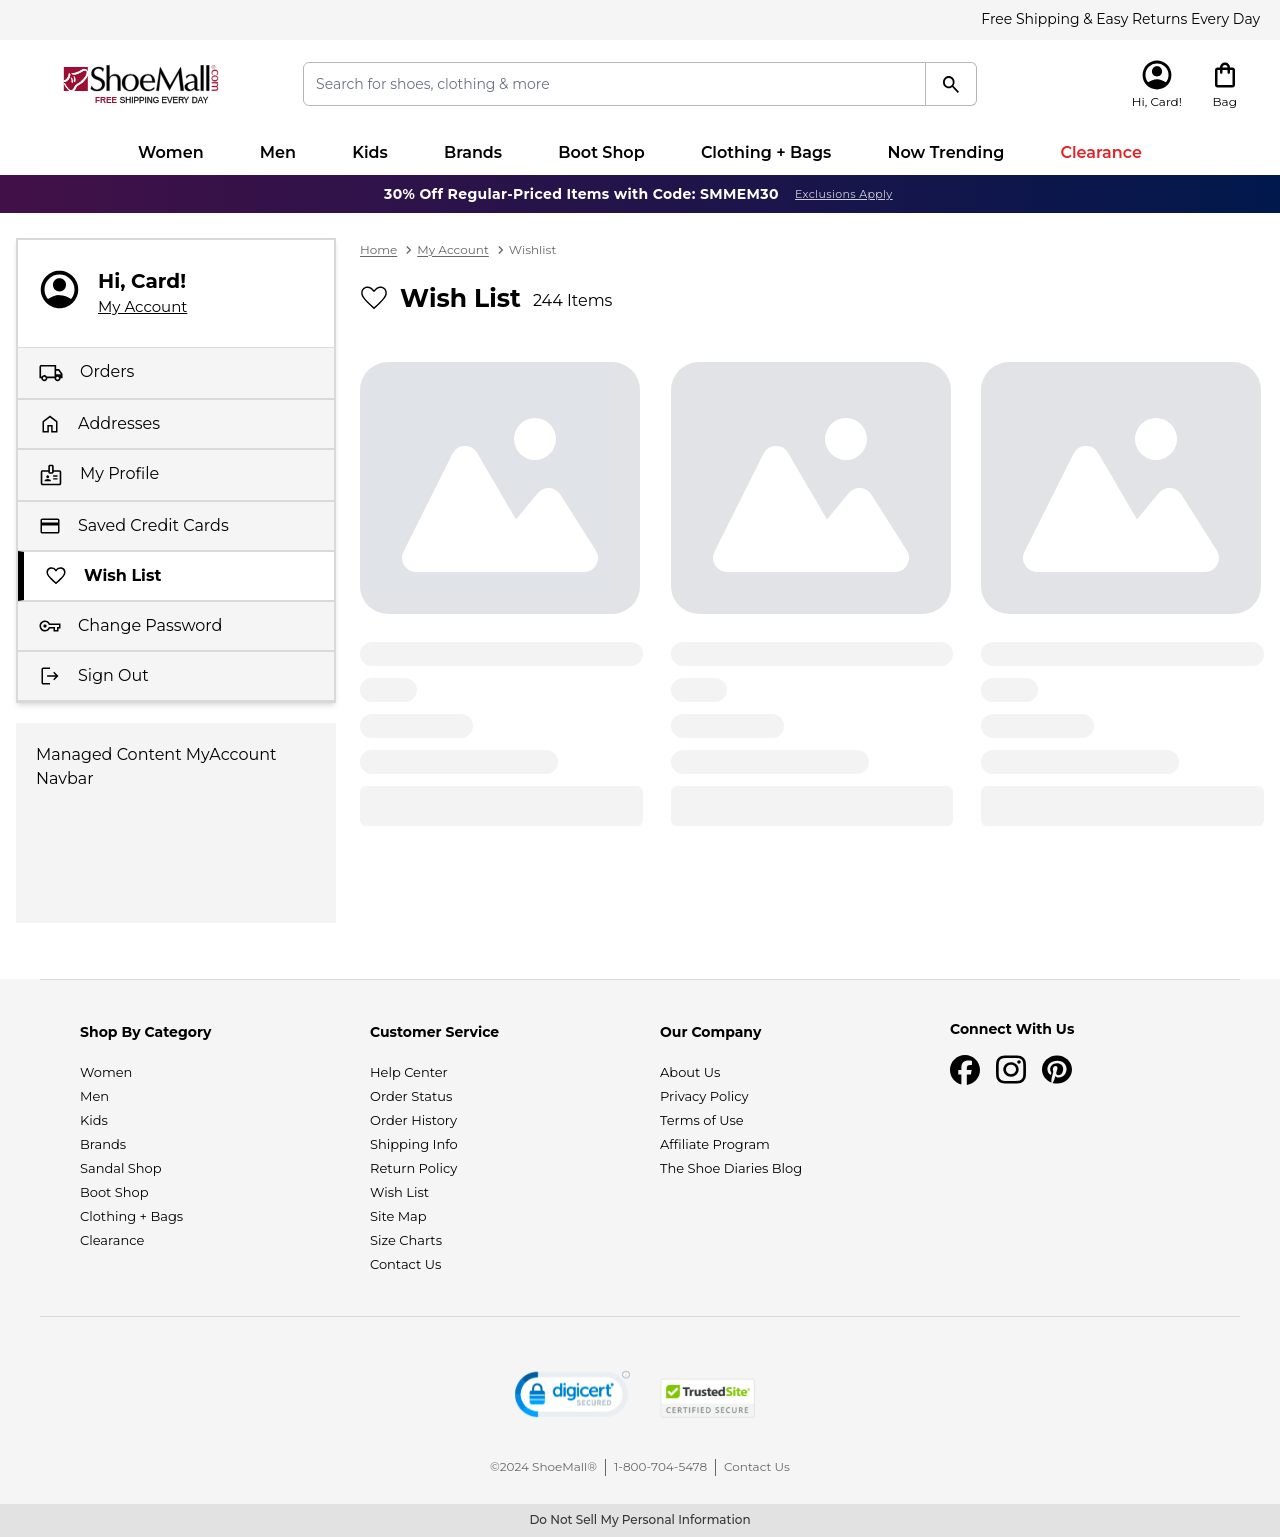 Free Shipping & Easy Returns Every Day
ShoeMall.com
FREE SHIPPING EVERY DAY
Search for shoes, clothing & more
Hi, Card!
Bag
Women Men Kids Brands Boot Shop Clothing + Bags Now Trending Clearance
30% Off Regular-Priced Items with Code: SMMEM30 Exclusions Apply
Hi, Card!
My Account
Orders
Addresses
My Profile
Saved Credit Cards
Wish List
Change Password
Sign Out
Managed Content MyAccount
Navbar
Home My Account Wishlist
Wish List 244 Items
Shop By Category
Women
Men
Kids
Brands
Sandal Shop
Boot Shop
Clothing + Bags
Clearance
Customer Service
Help Center
Order Status
Order History
Shipping Info
Return Policy
Wish List
Site Map
Size Charts
Contact Us
Our Company
About Us
Privacy Policy
Terms of Use
Affiliate Program
The Shoe Diaries Blog
Connect With Us
digicert
SECURED
TrustedSite
CERTIFIED SECURE
©2024 ShoeMall® 1-800-704-5478 Contact Us
Do Not Sell My Personal Information